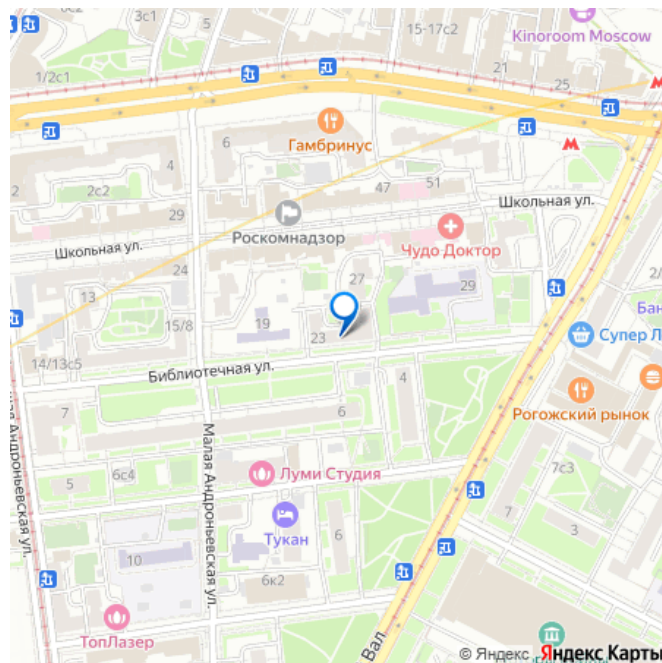 15-17с2
Kinoroom Moscow
1/2с1
21
25
6
Гамбринус
4
2
2с2
47
51
29
Школьная ул.
Роскомнадзор
Школьная ул.
Чудо Доктор
24
27
13
29
15/8
19
23
Бан
14/13с5
Супер Л
Библиотечная ул.
4
7
6
Рогожский рынок
лая Андроньевская ул.
Малая Андроньевская ул.
5
6с4
Луми Студия
7с3
7
3
Тукан
6
10
6к2
ТопЛазер
Вал
© Яндекс
Яндекс Карты